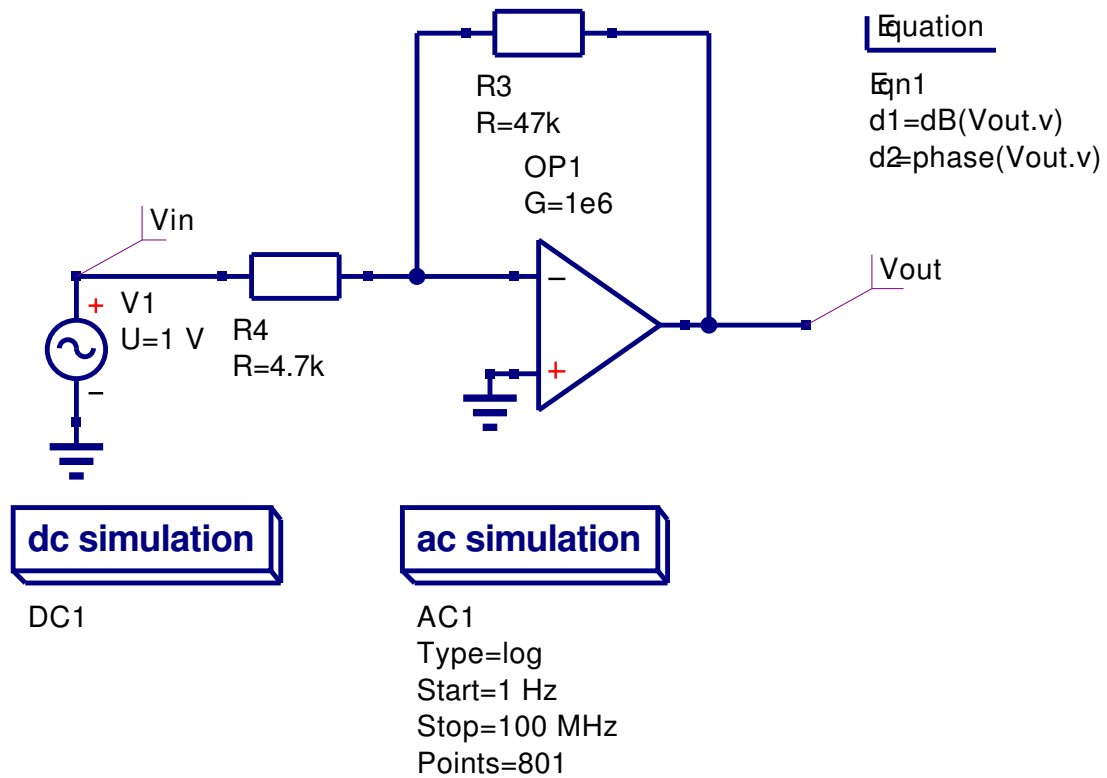 Equation
R3
R=47k
Eqn1
d1=dB(Vout.v)
d2=phase(Vout.v)
OP1
G=1e6
Vin
Vout
+
V1
U=1 V
−
R4
R=4.7k
−
+
dc simulation
DC1
ac simulation
AC1
Type=log
Start=1 Hz
Stop=100 MHz
Points=801